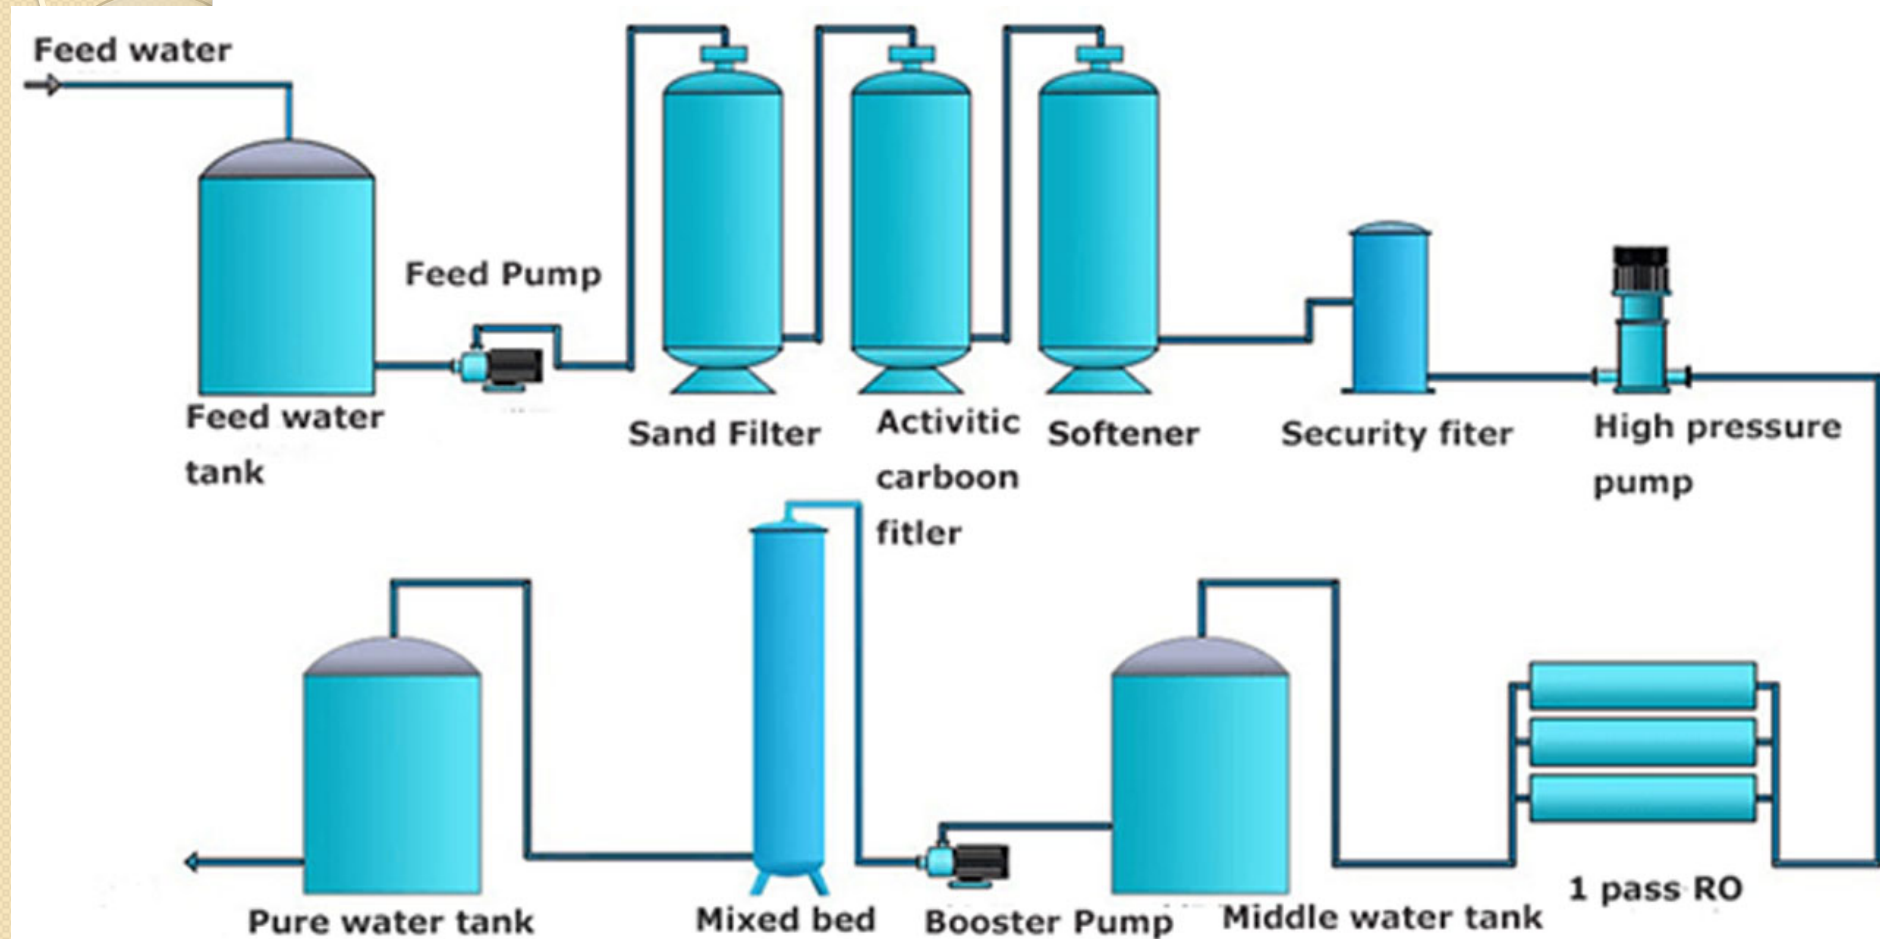 Feed water
Feed Pump
Feed water
tank
Sand Filter
Activitic
carboon
fitler
Softener
Security fiter
High pressure
pump
Pure water tank
Mixed bed
Booster Pump
Middle water tank
1 pass RO